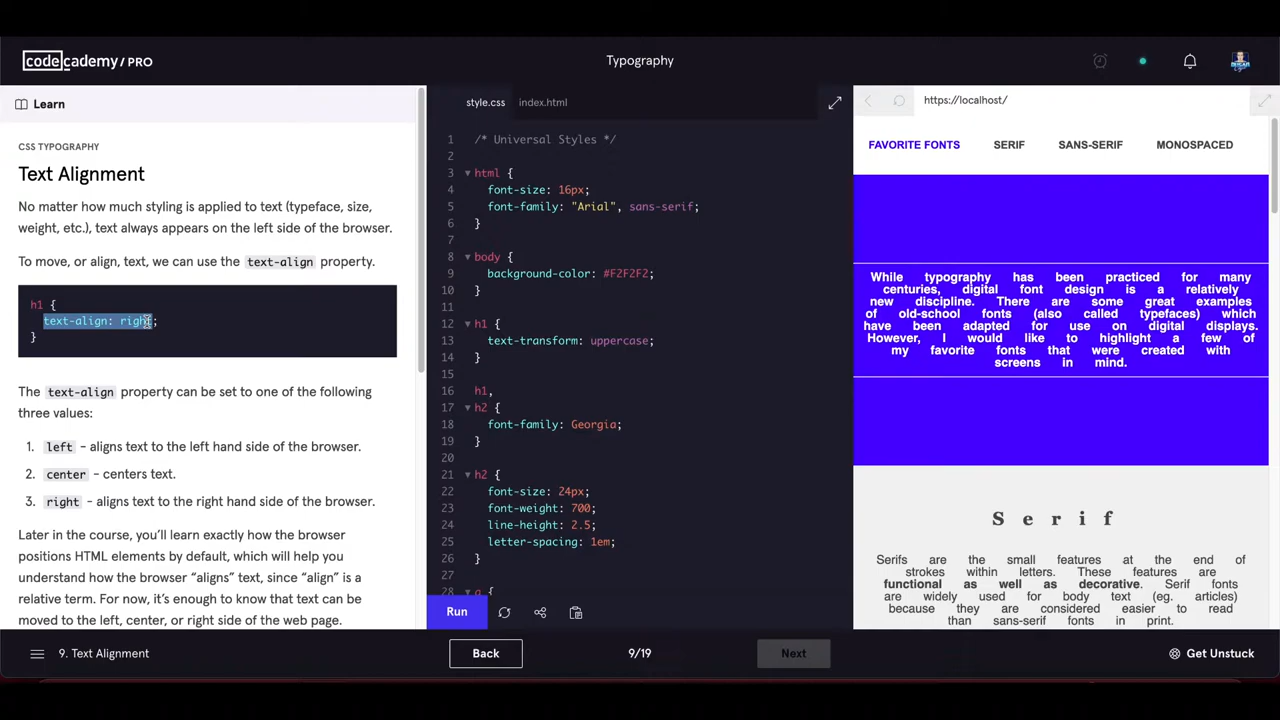 codecademy / PRO
Typography
Learn
CSS TYPOGRAPHY
Text Alignment
No matter how much styling is applied to text (typeface, size,
weight, etc.), text always appears on the left side of the browser.
To move, or align, text, we can use the text-align property.
h1 {
text-align: right;
}
The text-align property can be set to one of the following
three values:
1. left - aligns text to the left hand side of the browser.
2. center - centers text.
3. right - aligns text to the right hand side of the browser.
Later in the course, you’ll learn exactly how the browser
positions HTML elements by default, which will help you
understand how the browser “aligns” text, since “align” is a
relative term. For now, it’s enough to know that text can be
moved to the left, center, or right side of the web page.
style.css
index.html
1 /* Universal Styles */
2
3 html {
4 font-size: 16px;
5 font-family: "Arial", sans-serif;
6 }
7
8 body {
9 background-color: #F2F2F2;
10 }
11
12 h1 {
13 text-transform: uppercase;
14 }
15
16 h1,
17 h2 {
18 font-family: Georgia;
19 }
20
21 h2 {
22 font-size: 24px;
23 font-weight: 700;
24 line-height: 2.5;
25 letter-spacing: 1em;
26 }
27
28 a {
Run
https://localhost/
FAVORITE FONTS SERIF SANS-SERIF MONOSPACED
While typography has been practiced for many
centuries, digital font design is a relatively
new discipline. There are some great examples
of old-school fonts (also called typefaces) which
have been adapted for use on digital displays.
However, I would like to highlight a few of
my favorite fonts that were created with
screens in mind.
Serif
Serifs are the small features at the end of
strokes within letters. These features are
functional as well as decorative. Serif fonts
are widely used for body text (eg. articles)
because they are considered easier to read
than sans-serif fonts in print.
9. Text Alignment
Back
9/19
Next
Get Unstuck